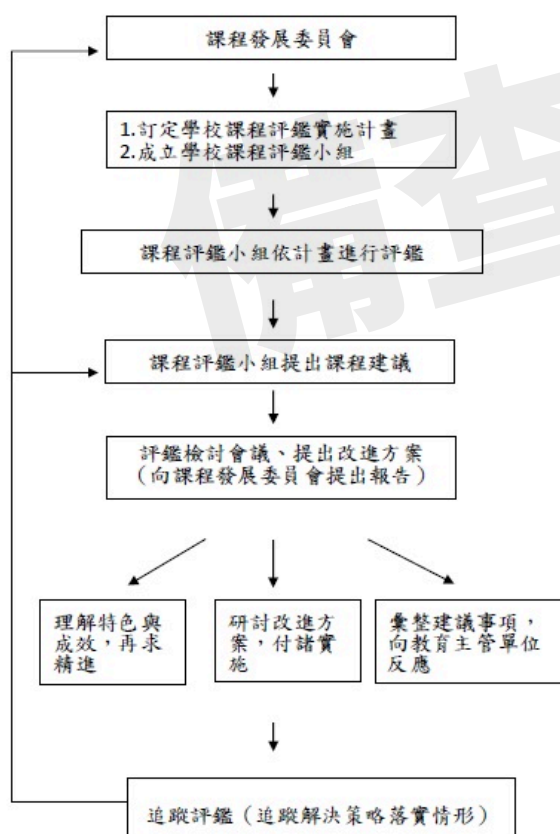 課程發展委員會
1.訂定學校課程評鑑實施計畫
2.成立學校課程評鑑小組
課程評鑑小組依計畫進行評鑑
課程評鑑小組提出課程建議
評鑑檢討會議、提出改進方案
(向課程發展委員會提出報告)
理解特色與
成效,再求
精進
研討改進方
案,付諸實
施
彙整建議事項,
向教育主管單位
反應
追蹤評鑑(追蹤解決策略落實情形)
備查